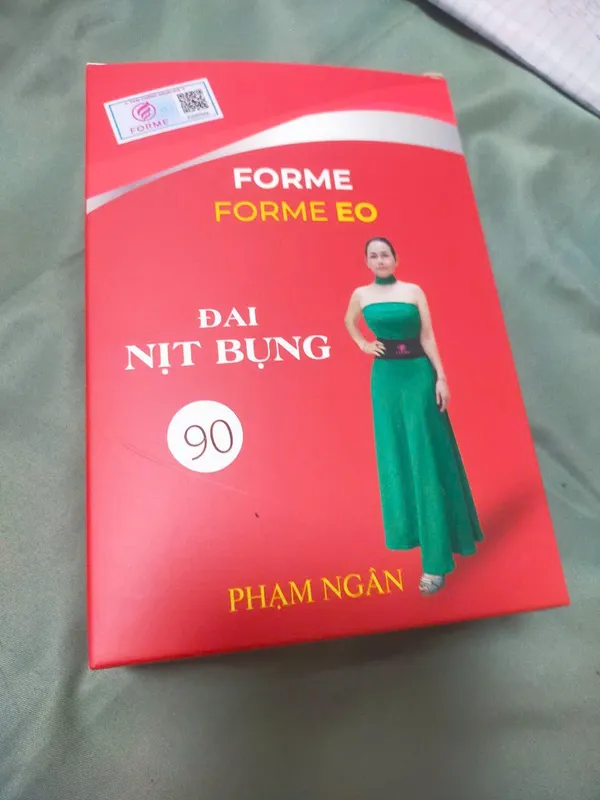 FORME
FORME
FORME EO
ĐAI
NỊT BỤNG
90
PHẠM NGÂN